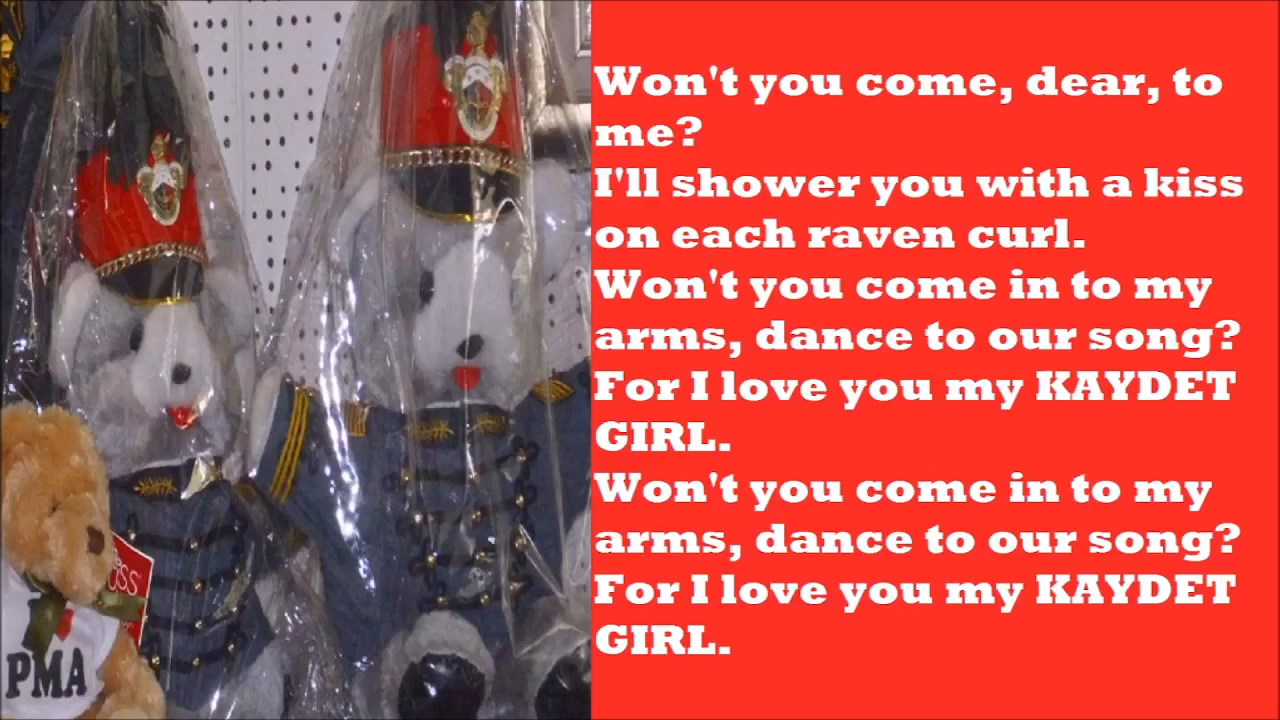 Won't you come, dear, to
me?
I'll shower you with a kiss
on each raven curl.
Won't you come in to my
arms, dance to our song?
For I love you my KAYDET
GIRL.
Won't you come in to my
arms, dance to our song?
For I love you my KAYDET
GIRL.
PMA